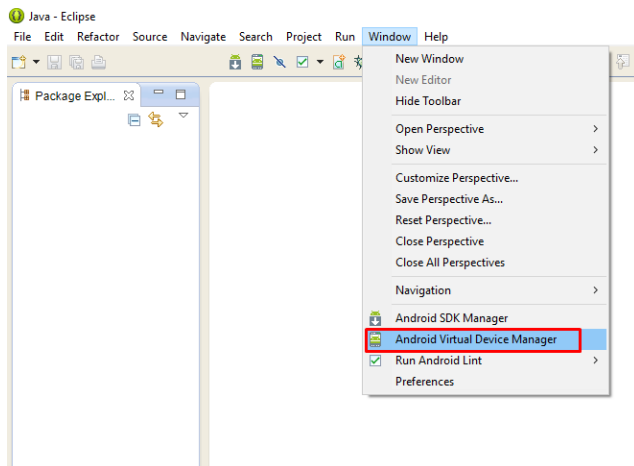 Java - Eclipse
File Edit Refactor Source Navigate Search Project Run Window Help
Package Expl...
New Window
New Editor
Hide Toolbar
Open Perspective
Show View
Customize Perspective...
Save Perspective As...
Reset Perspective...
Close Perspective
Close All Perspectives
Navigation
Android SDK Manager
Android Virtual Device Manager
Run Android Lint
Preferences